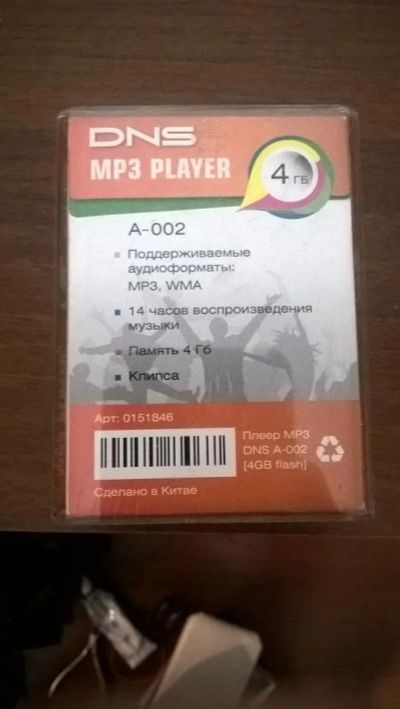 DNS
MP3 PLAYER
4 ГБ
A-002
Поддерживаемые
аудиоформаты:
MP3, WMA
14 часов воспроизведения
музыки
Память 4 Гб
Клипса
Арт: 0151846
Плеер MP3
DNS A-002
[4GB flash]
Сделано в Китае